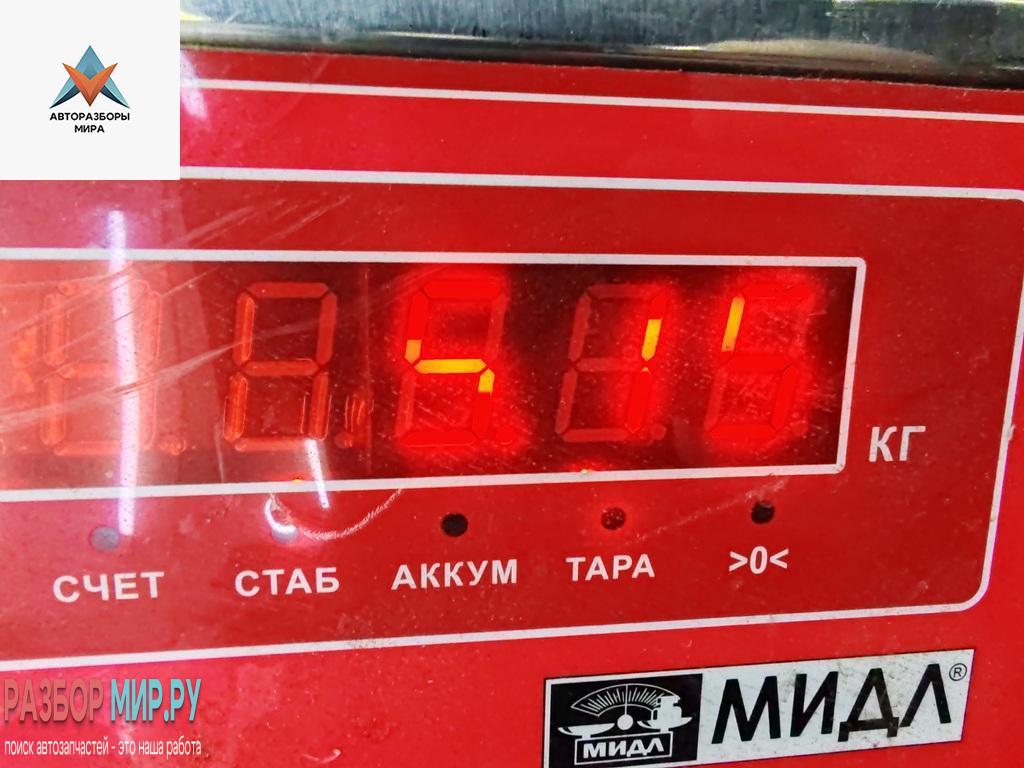 АВТОРАЗБОРЫ
МИРА
КГ
СЧЕТ СТАБ АККУМ ТАРА >0<
РАЗБОР МИР.РУ
поиск автозапчастей - это наша работа
МИДЛ
МИДЛ®